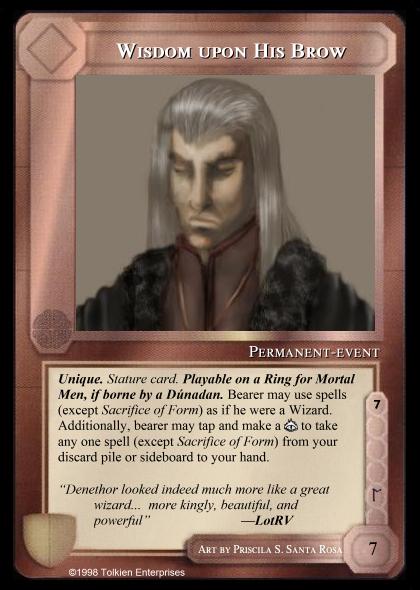 WISDOM UPON HIS BROW
PERMANENT-EVENT
Unique. Stature card. Playable on a Ring for Mortal
Men, if borne by a Dúnadan. Bearer may use spells
(except Sacrifice of Form) as if he were a Wizard.
Additionally, bearer may tap and make a to take
any one spell (except Sacrifice of Form) from your
discard pile or sideboard to your hand.
“Denethor looked indeed much more like a great
wizard... more kingly, beautiful, and
powerful” —LotRV
7
ART BY PRISCILA S. SANTA ROSA
7
©1998 Tolkien Enterprises